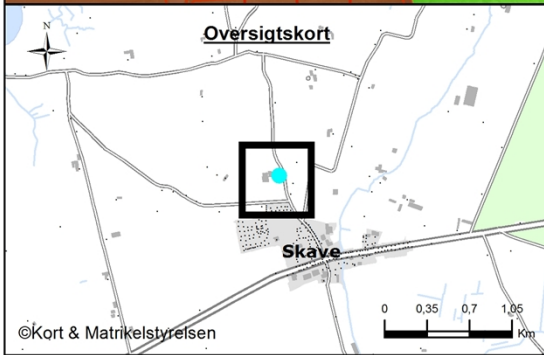 Oversigtskort
N
Skave
0 0,35 0,7 1,05
Km
©Kort & Matrikelstyrelsen